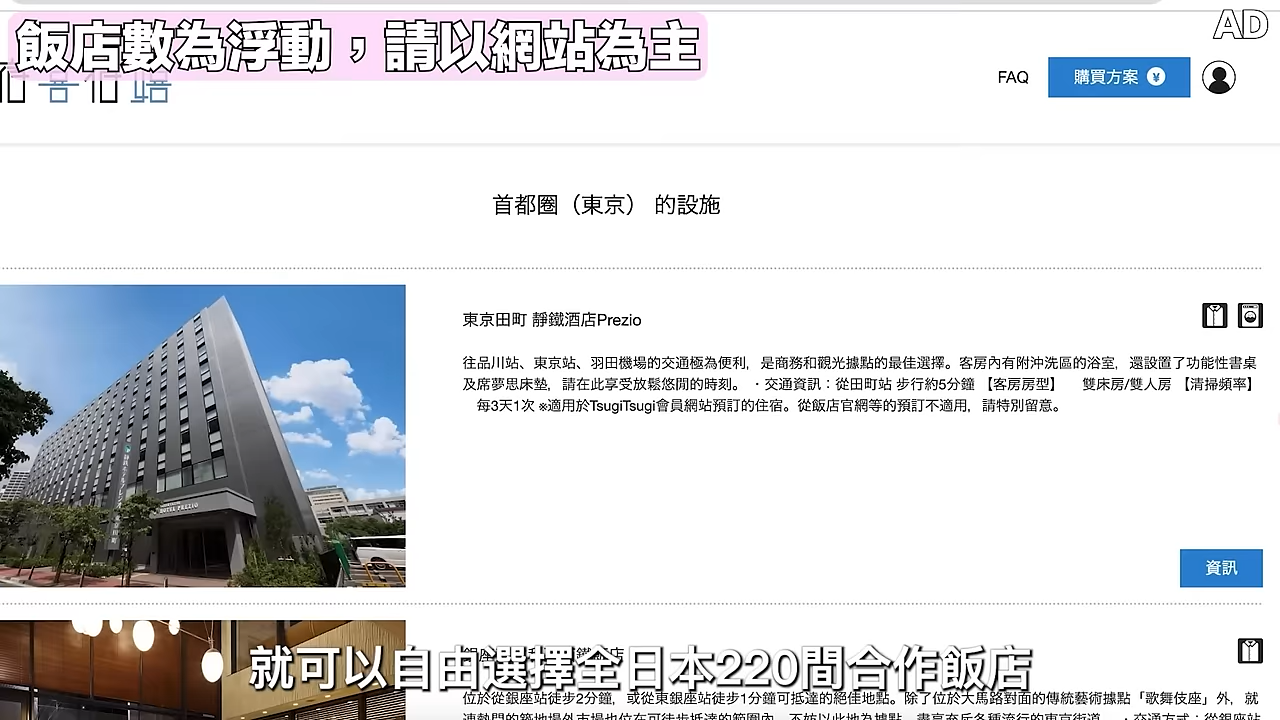 飯店數為浮動，請以網站為主
AD
FAQ
購買方案 ¥
首都圈（東京） 的設施
東京田町 靜鐵酒店Prezio
往品川站、東京站、羽田機場的交通極為便利，是商務和觀光據點的最佳選擇。客房內有附沖洗區的浴室，還設置了功能性書桌
及席夢思床墊，請在此享受放鬆悠閒的時刻。 ・交通資訊：從田町站 步行約5分鐘 【客房房型】 雙床房/雙人房 【清掃頻率】
每3天1次 ※適用於TsugiTsugi會員網站預訂的住宿。從飯店官網等的預訂不適用，請特別留意。
HOTEL PREZIO
資訊
就可以自由選擇全日本220間合作飯店
位於從銀座站徒步2分鐘，或從東銀座站徒步1分鐘可抵達的絕佳地點。除了位於大馬路對面的傳統藝術據點「歌舞伎座」外，就